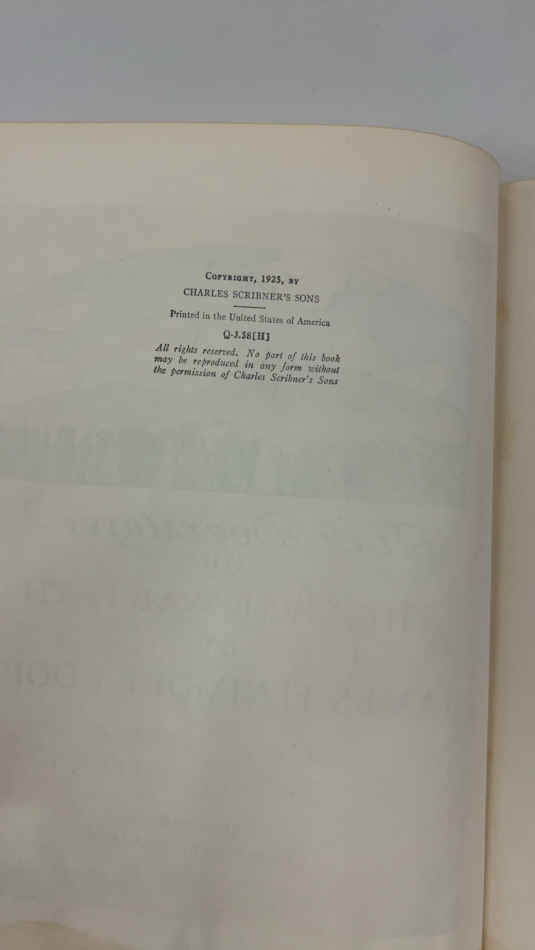 COPYRIGHT, 1925, BY
CHARLES SCRIBNER'S SONS
Printed in the United States of America
Q-3.58[H]
All rights reserved. No part of this book
may be reproduced in any form without
the permission of Charles Scribner's Sons